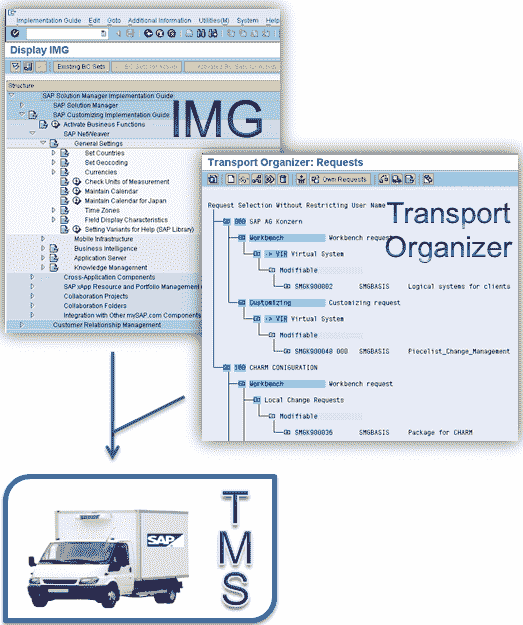 Implementation Guide Edit Goto Additional Information Utilities(M) System Help
Display IMG
Existing BC Sets
Structure
SAP Solution Manager Implementation Guide
SAP Solution Manager
SAP Customizing Implementation Guide
Activate Business Functions
SAP NetWeaver
General Settings
Set Countries
Set Geocoding
Currencies
Check Units of Measurement
Maintain Calendar
Maintain Calendar for Japan
Time Zones
Field Display Characteristics
Setting Variants for Help (SAP Library)
Mobile Infrastructure
Business Intelligence
Application Server
Knowledge Management
Cross-Application Components
SAP xApp Resource and Portfolio Management
Collaboration Projects
Collaboration Folders
Integration with Other mySAP.com Components
Customer Relationship Management
IMG
Transport Organizer: Requests
Own Requests
Request Selection Without Restricting User Name
000 SAP AG Konzern
Workbench Workbench request
-> VIR Virtual System
Modifiable
SMGK900002 SMGBASIS Logical systems for clients
Customizing Customizing request
-> VIR Virtual System
Modifiable
SMGK900048 000 SMGBASIS Piecelist_Change_Management
100 CHARM CONIGURATION
Workbench Workbench request
Local Change Requests
Modifiable
SMGK900036 SMGBASIS Package for CHARM
Transport
Organizer
SAP
TMS